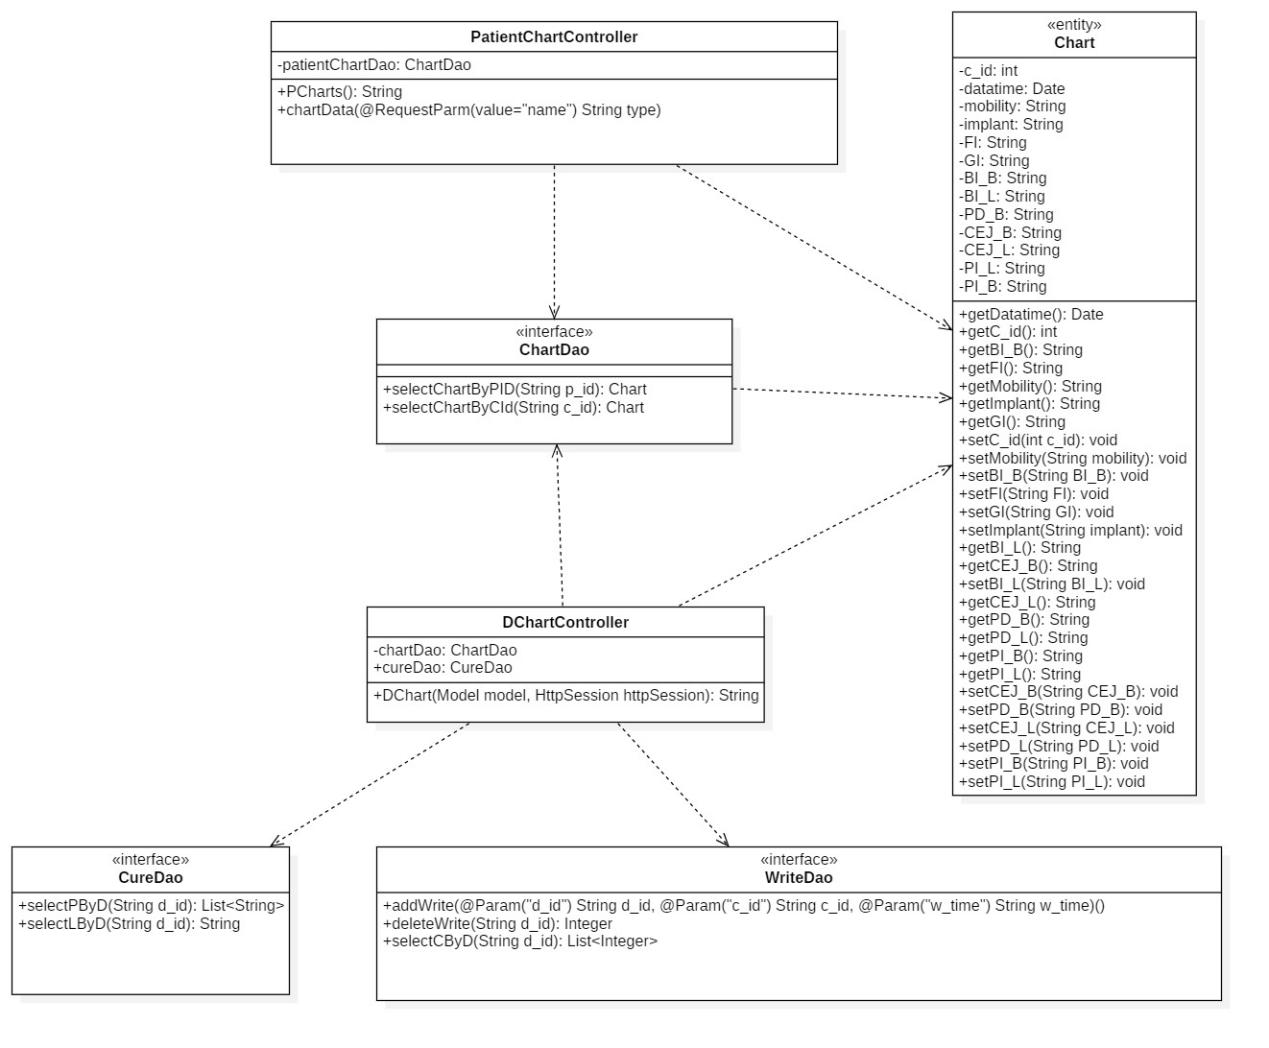 PatientChartController
-patientChartDao: ChartDao
+PCharts(): String
+chartData(@RequestParm(value="name") String type)
«entity»
Chart
-c_id: int
-datatime: Date
-mobility: String
-implant: String
-FI: String
-GI: String
-BI_B: String
-BI_L: String
-PD_B: String
-CEJ_B: String
-CEJ_L: String
-PI_L: String
-PI_B: String
+getDatatime(): Date
+getC_id(): int
+getBI_B(): String
+getFI(): String
+getMobility(): String
+getImplant(): String
+getGI(): String
+setC_id(int c_id): void
+setMobility(String mobility): void
+setBI_B(String BI_B): void
+setFI(String FI): void
+setGI(String GI): void
+setImplant(String implant): void
+getBI_L(): String
+getCEJ_B(): String
+setBI_L(String BI_L): void
+getCEJ_L(): String
+getPD_B(): String
+getPD_L(): String
+getPI_B(): String
+getPI_L(): String
+setCEJ_B(String CEJ_B): void
+setPD_B(String PD_B): void
+setCEJ_L(String CEJ_L): void
+setPD_L(String PD_L): void
+setPI_B(String PI_B): void
+setPI_L(String PI_L): void
«interface»
ChartDao
+selectChartByPID(String p_id): Chart
+selectChartByCId(String c_id): Chart
DChartController
-chartDao: ChartDao
+cureDao: CureDao
+DChart(Model model, HttpSession httpSession): String
«interface»
CureDao
+selectPByD(String d_id): List<String>
+selectLByD(String d_id): String
«interface»
WriteDao
+addWrite(@Param("d_id") String d_id, @Param("c_id") String c_id, @Param("w_time") String w_time)()
+deleteWrite(String d_id): Integer
+selectCByD(String d_id): List<Integer>